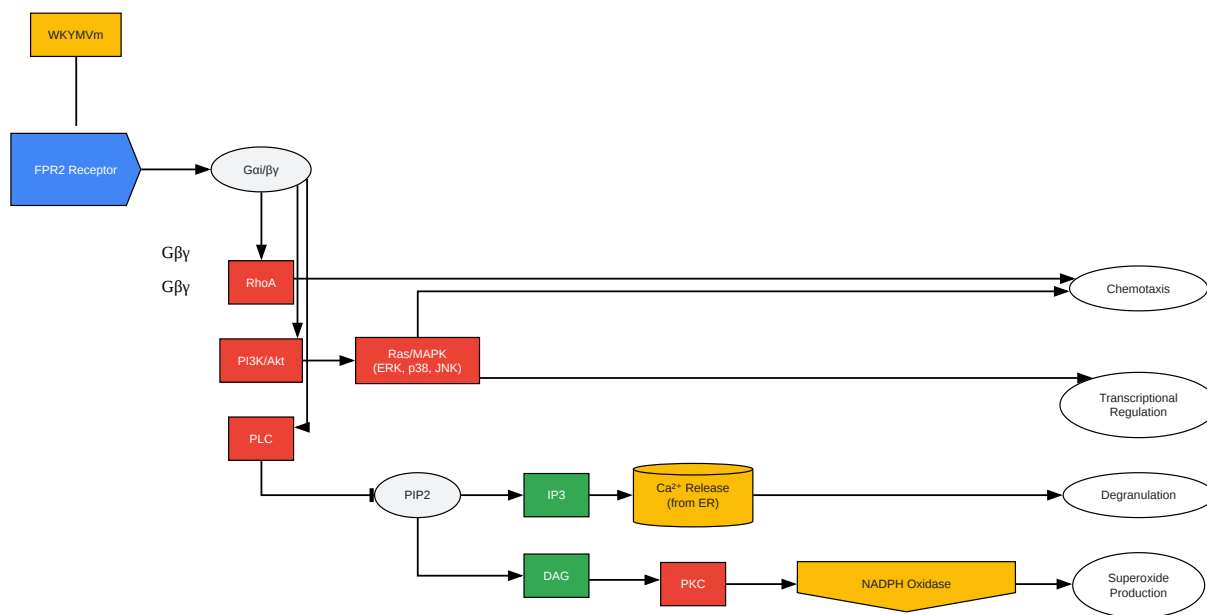 WKYMVm
FPR2 Receptor
Gαi/βγ
Gβγ
Gβγ
RhoA
Chemotaxis
PI3K/Akt
Ras/MAPK
(ERK, p38, JNK)
Transcriptional
Regulation
PLC
PIP2
IP3
Ca²⁺ Release
(from ER)
Degranulation
DAG
PKC
NADPH Oxidase
Superoxide
Production